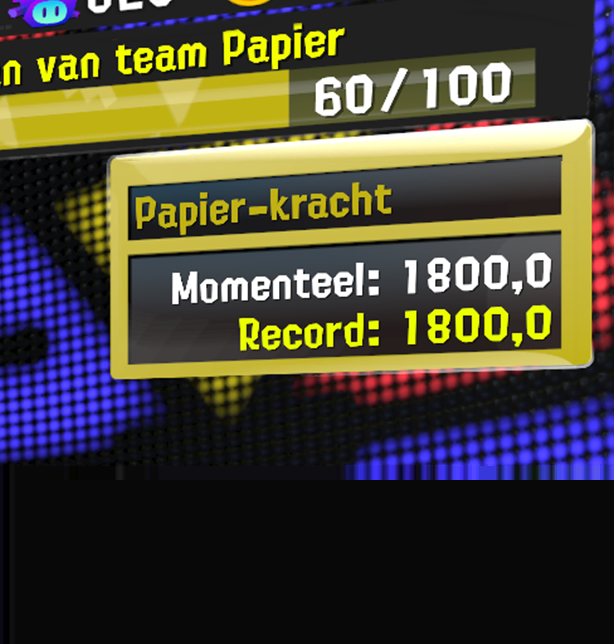 n van team Papier
60/100
Papier-kracht
Momenteel: 1800,0
Record: 1800,0